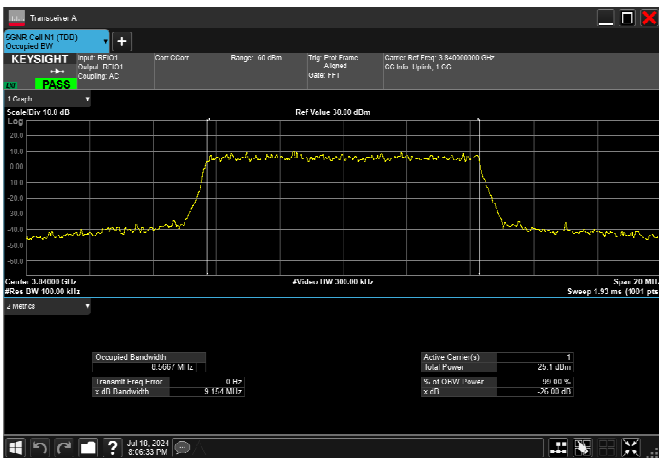 Transceiver A
5GNR Cell N1 (TBD)
Occupied BW
+
KEYSIGHT
Input: RFIO1
Output: RFIO1
Coupling: AC
Corr: CCorr
Range: -60 dBm
Trig: Prot Frame
Aligned
Gate: FFT
Carrier Ref Freq: 3.840000000 GHz
CC Info: Uplink, 1 CC
PASS
1 Graph
Scale/Div 10.0 dB
Ref Value 30.00 dBm
Log
20.0
10.0
0.00
-10.0
-20.0
-30.0
-40.0
-50.0
-60.0
Center 3.84000 GHz
#Video BW 300.00 kHz
Span 20 MHz
#Res BW 100.00 kHz
Sweep 1.93 ms (1001 pts
2 Metrics
Occupied Bandwidth
8.5667 MHz
Transmit Freq Error
0 Hz
x dB Bandwidth
9.154 MHz
Active Carrier(s)
1
Total Power
25.1 dBm
% of OBW Power
99.00 %
x dB
-26.00 dB
?
Jul 18, 2024
8:06:33 PM